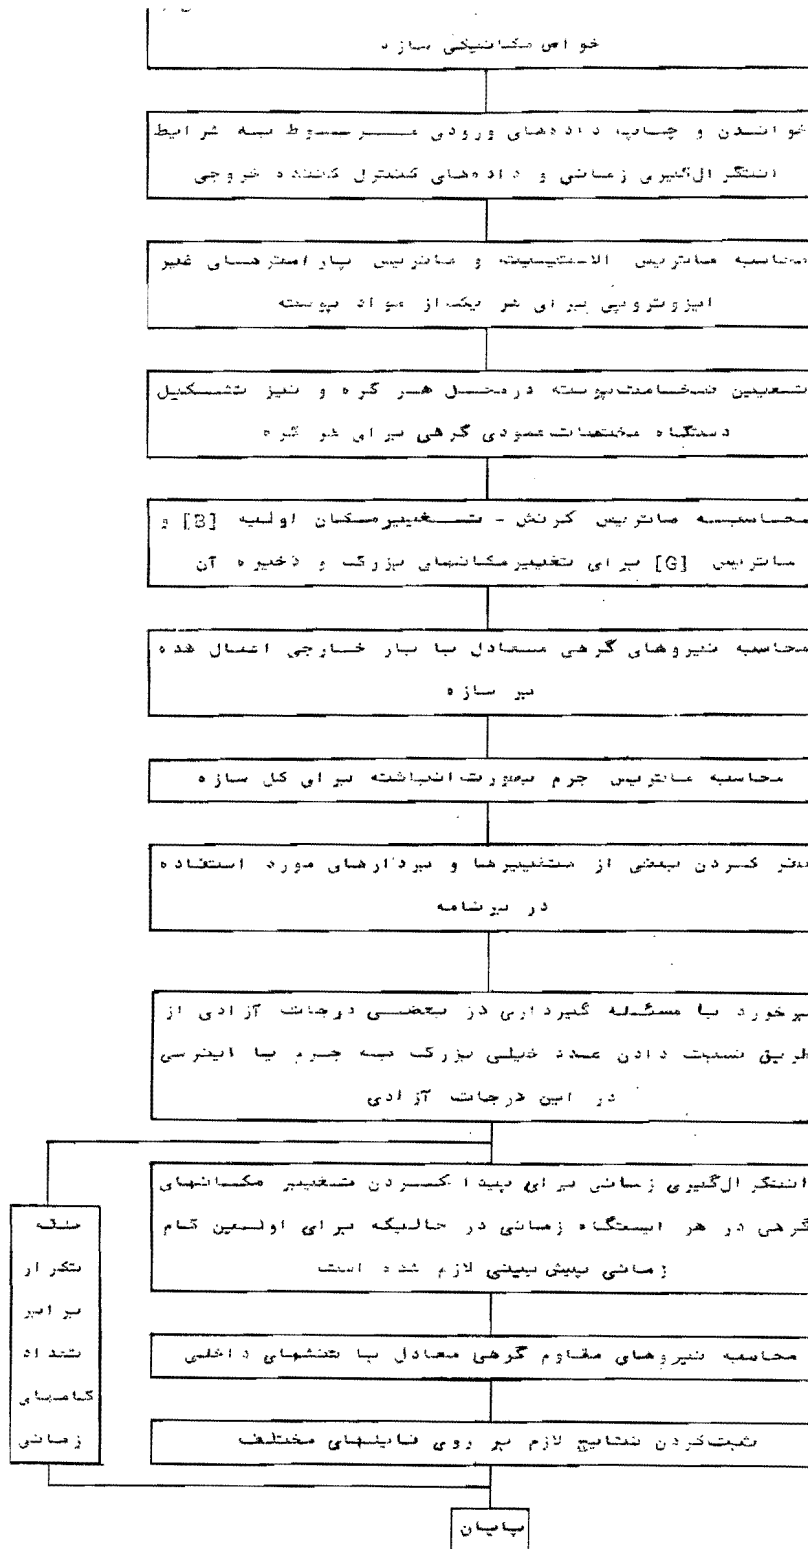 خواص مکانیکی سازه
خواندن و چاپ داده‌های ورودی مربوط به شرایط
انتگرال‌گیری زمانی و داده‌های کنترل کننده خروجی
محاسبه ماتریس الاستیسیته و ماتریس پارامترهای غیر
ایزوتروپی برای هر یک از مواد پوسته
تعیین ضخامت پوسته در محل هر گره و نیز تشکیل
دستگاه مختصات عمودی گرهی برای هر گره
محاسبه ماتریس کرنش - تغییرمکان اولیه [B] و
ماتریس [G] برای تغییرمکانهای بزرگ و ذخیره آن
محاسبه نیروهای گرهی معادل با بار خارجی اعمال شده
بر سازه
محاسبه ماتریس جرم بصورت انباشته برای کل سازه
صفر کردن بعضی از متغییرها و بردارهای مورد استفاده
در برنامه
برخورد با مسئله گیرداری در بعضی درجات آزادی از
طریق نسبت دادن عدد خیلی بزرگ به جرم یا اینرسی
در این درجات آزادی
انتگرال‌گیری زمانی برای پیدا کردن تغییر مکانهای
گرهی در هر ایستگاه زمانی در حالیکه برای اولین گام
زمانی پیش بینی لازم شده است
محاسبه نیروهای مقاوم گرهی معادل با تنشهای داخلی
ثبت کردن نتایج لازم بر روی فایلهای مختلف
حلقه
تکرار
برابر
تعداد
گامهای
زمانی
پایان